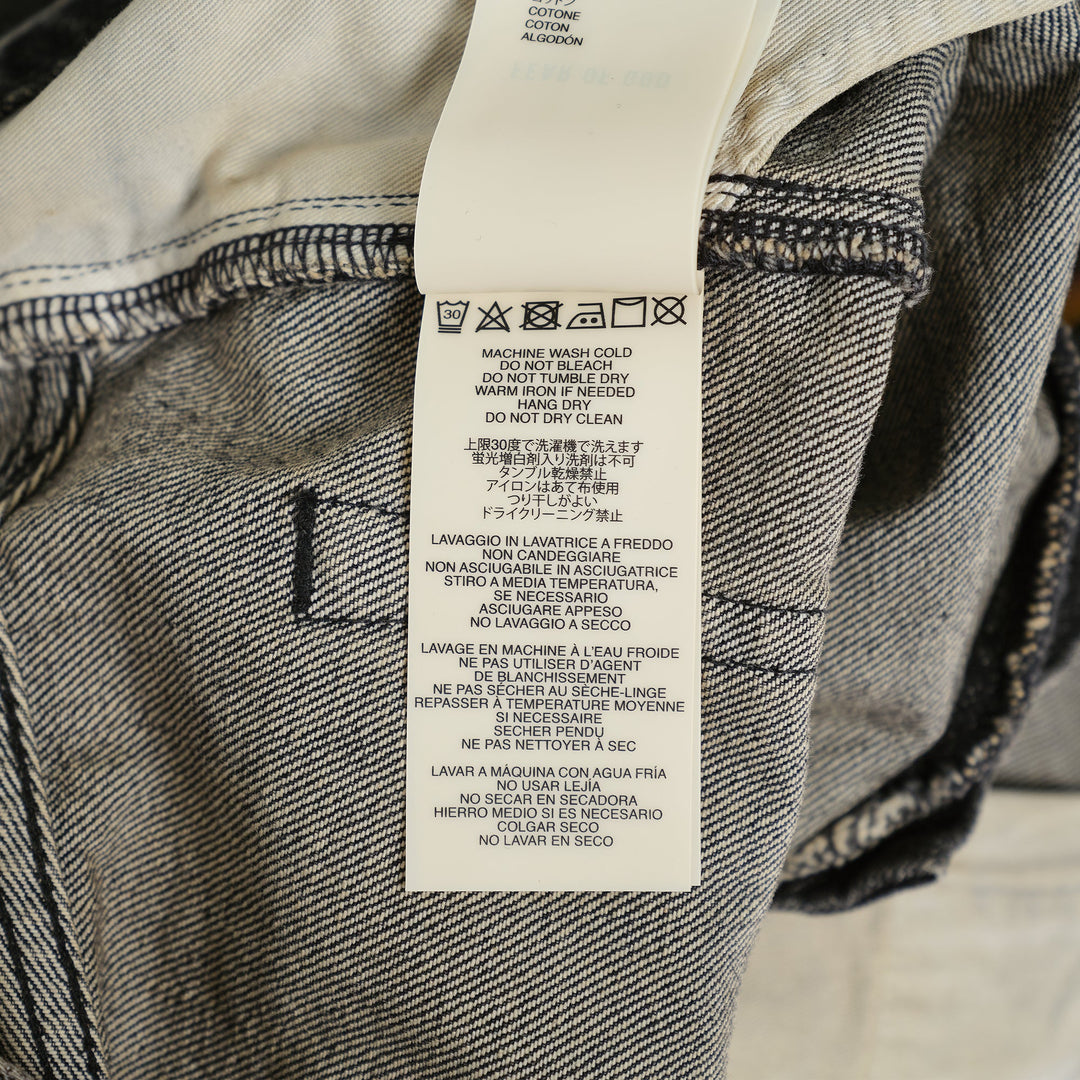 COTONE
COTON
ALGODÓN
FEAR OF GOD
30
MACHINE WASH COLD
DO NOT BLEACH
DO NOT TUMBLE DRY
WARM IRON IF NEEDED
HANG DRY
DO NOT DRY CLEAN
上限30度で洗濯機で洗えます
蛍光増白剤入り洗剤は不可
タンブル乾燥禁止
アイロンはあて布使用
つり干しがよい
ドライクリーニング禁止
LAVAGGIO IN LAVATRICE A FREDDO
NON CANDEGGIARE
NON ASCIUGABILE IN ASCIUGATRICE
STIRO A MEDIA TEMPERATURA,
SE NECESSARIO
ASCIUGARE APPESO
NO LAVAGGIO A SECCO
LAVAGE EN MACHINE À L'EAU FROIDE
NE PAS UTILISER D'AGENT
DE BLANCHISSEMENT
NE PAS SÉCHER AU SÈCHE-LINGE
REPASSER À TEMPERATURE MOYENNE
SI NECESSAIRE
SECHER PENDU
NE PAS NETTOYER À SEC
LAVAR A MÁQUINA CON AGUA FRÍA
NO USAR LEJÍA
NO SECAR EN SECADORA
HIERRO MEDIO SI ES NECESARIO
COLGAR SECO
NO LAVAR EN SECO